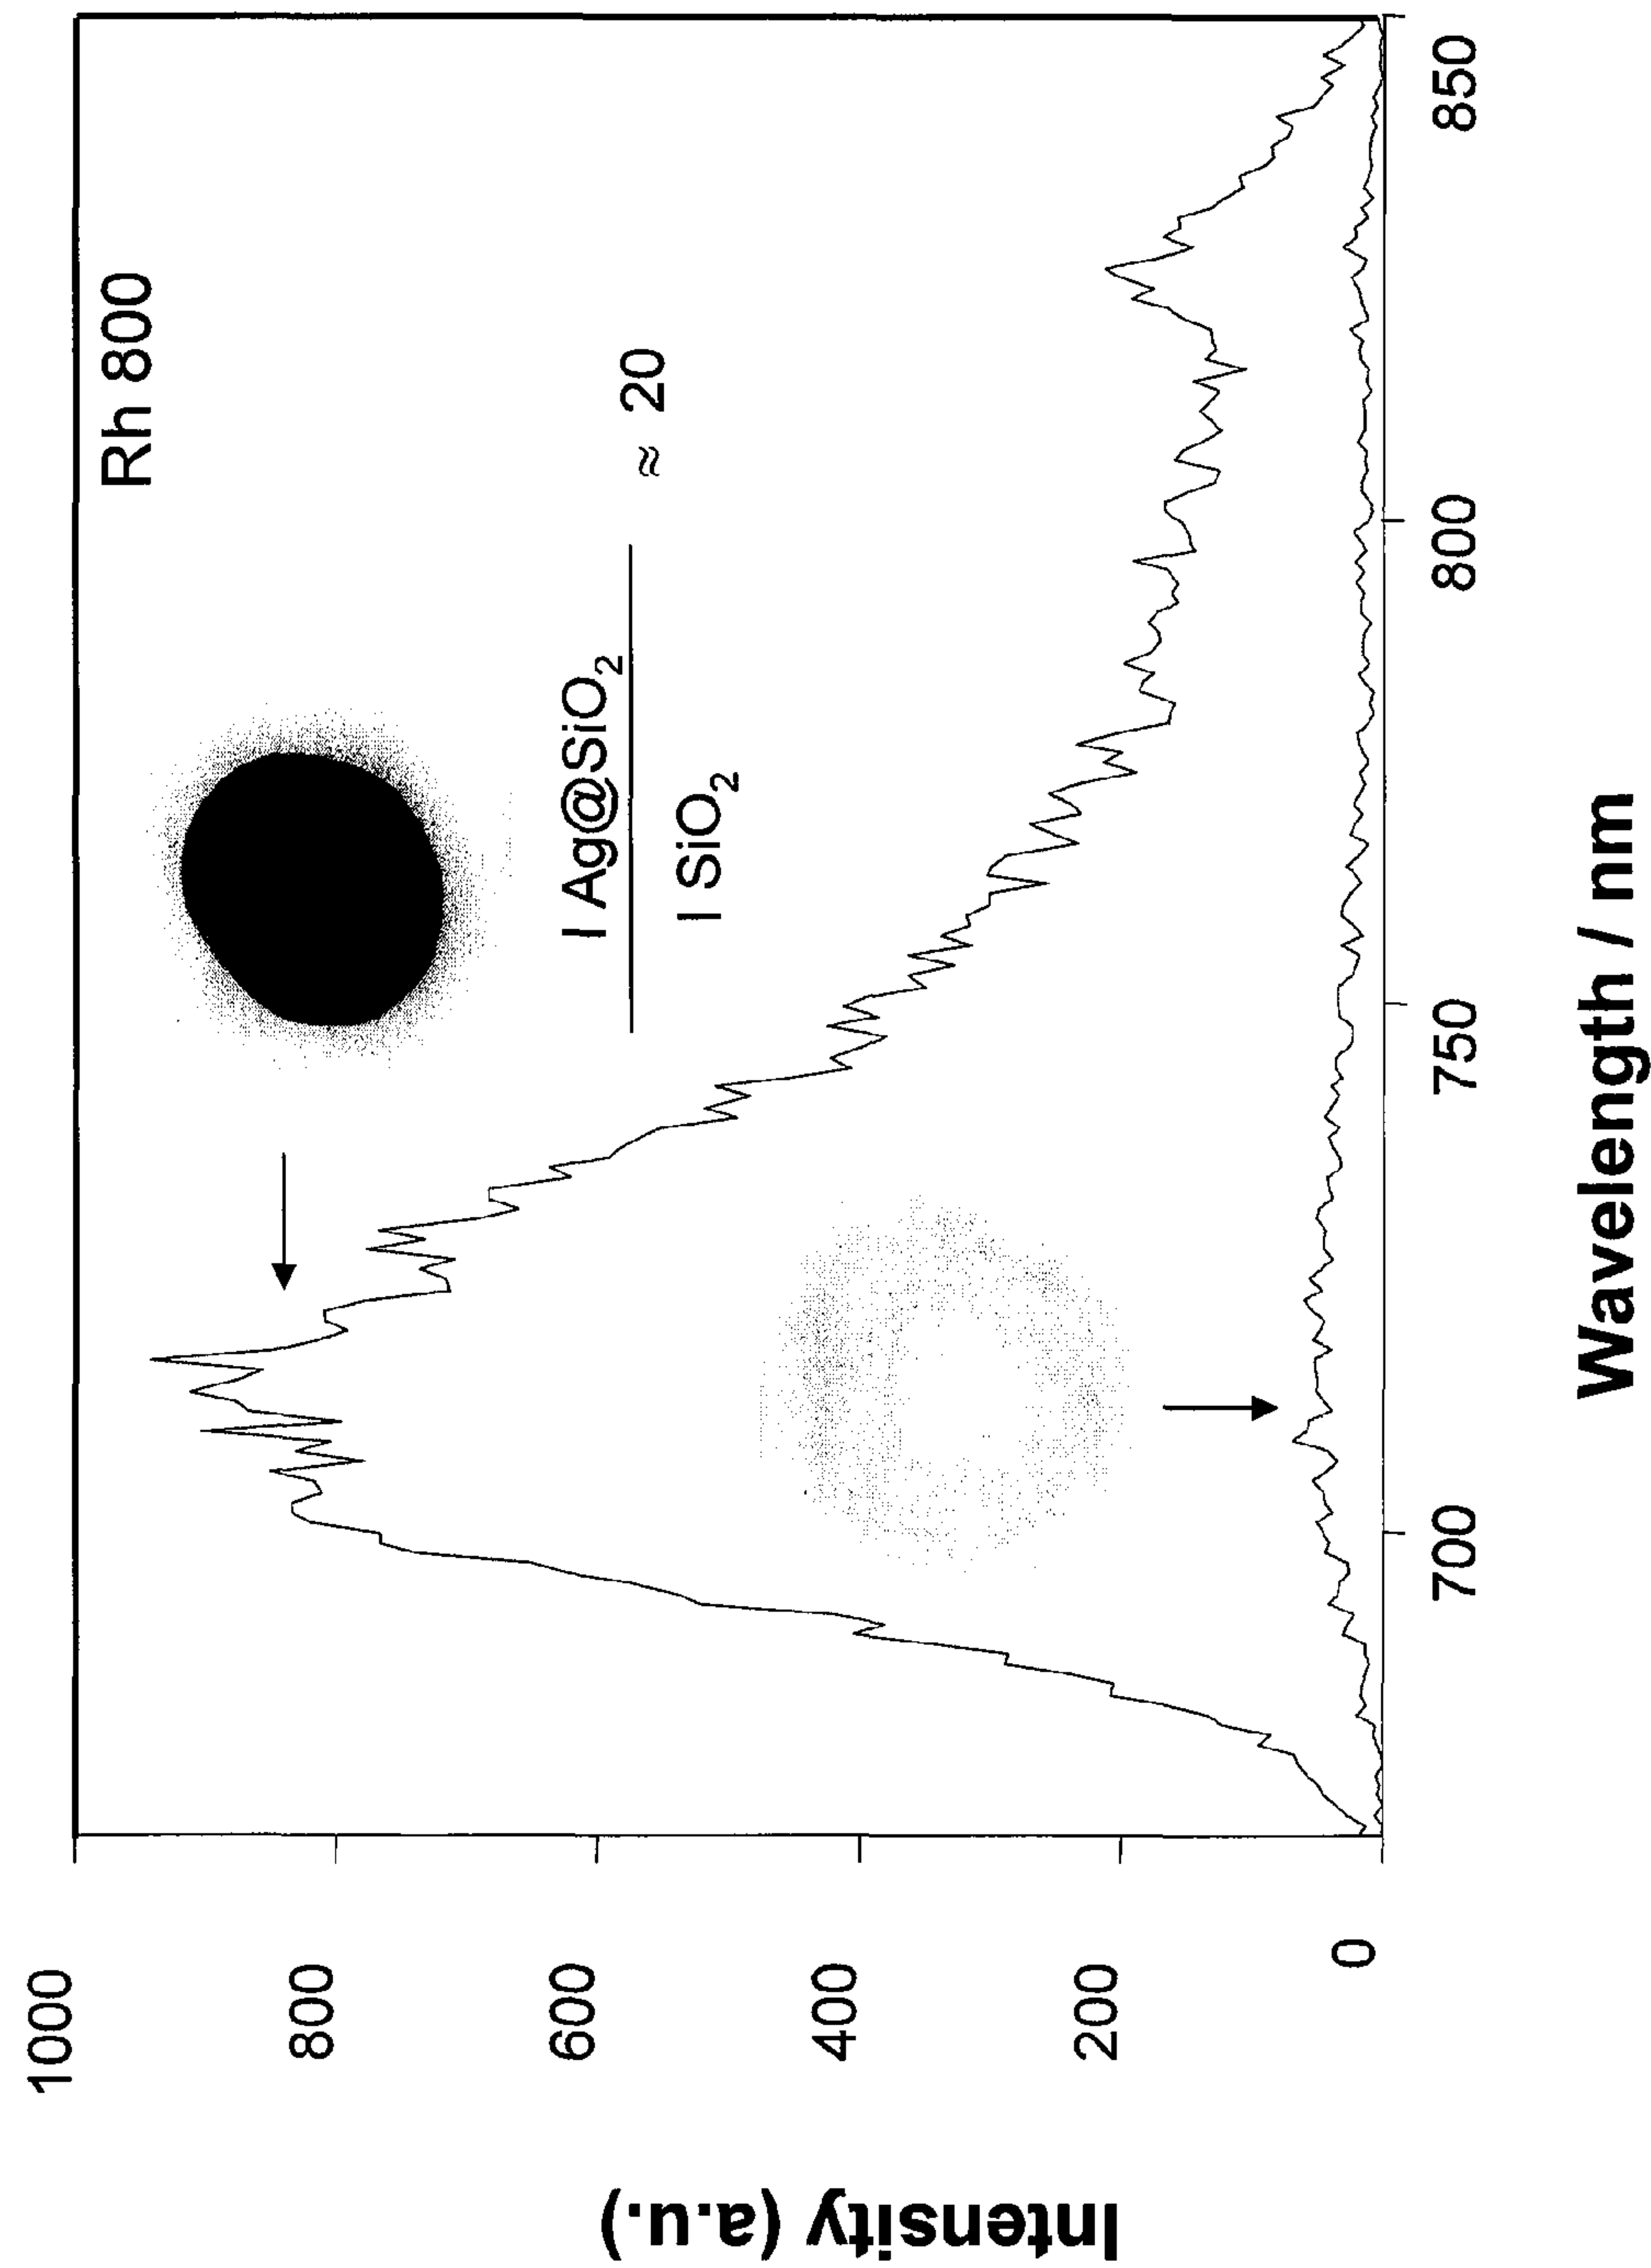 Rh 800
I Ag@SiO₂
≈ 20
I SiO₂
Intensity (a.u.)
1000
800
600
400
200
0
700
750
800
850
Wavelength / nm